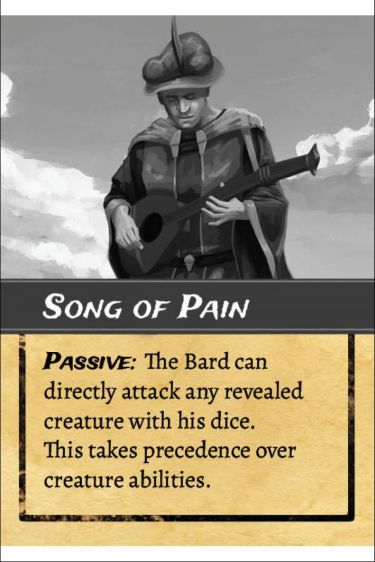 Song of Pain
Passive: The Bard can
directly attack any revealed
creature with his dice.
This takes precedence over
creature abilities.